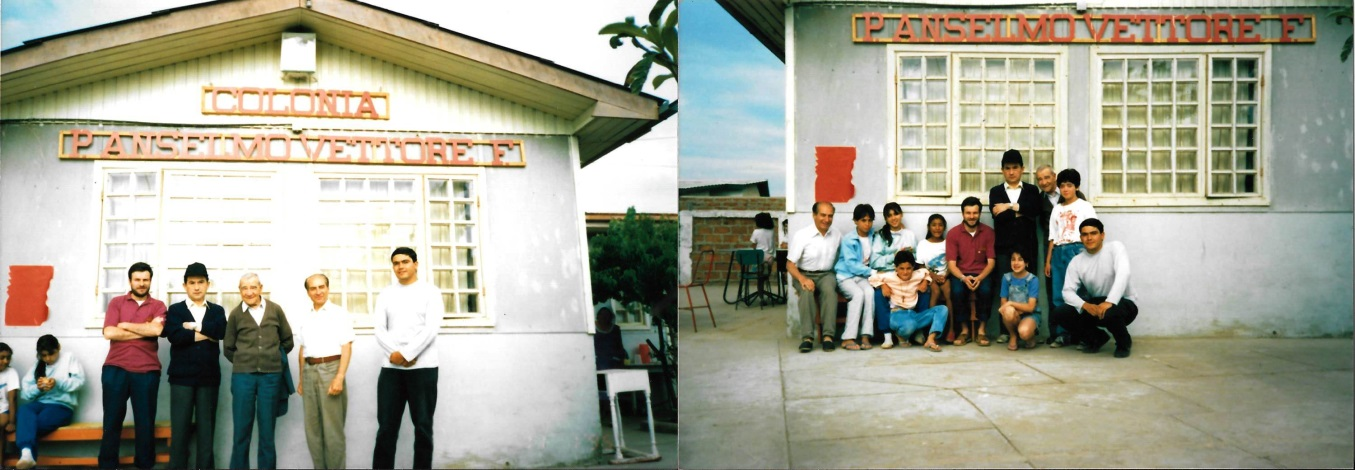 COLONIA
P. ANSELMO VETTORE F.
P. ANSELMO VETTORE F.